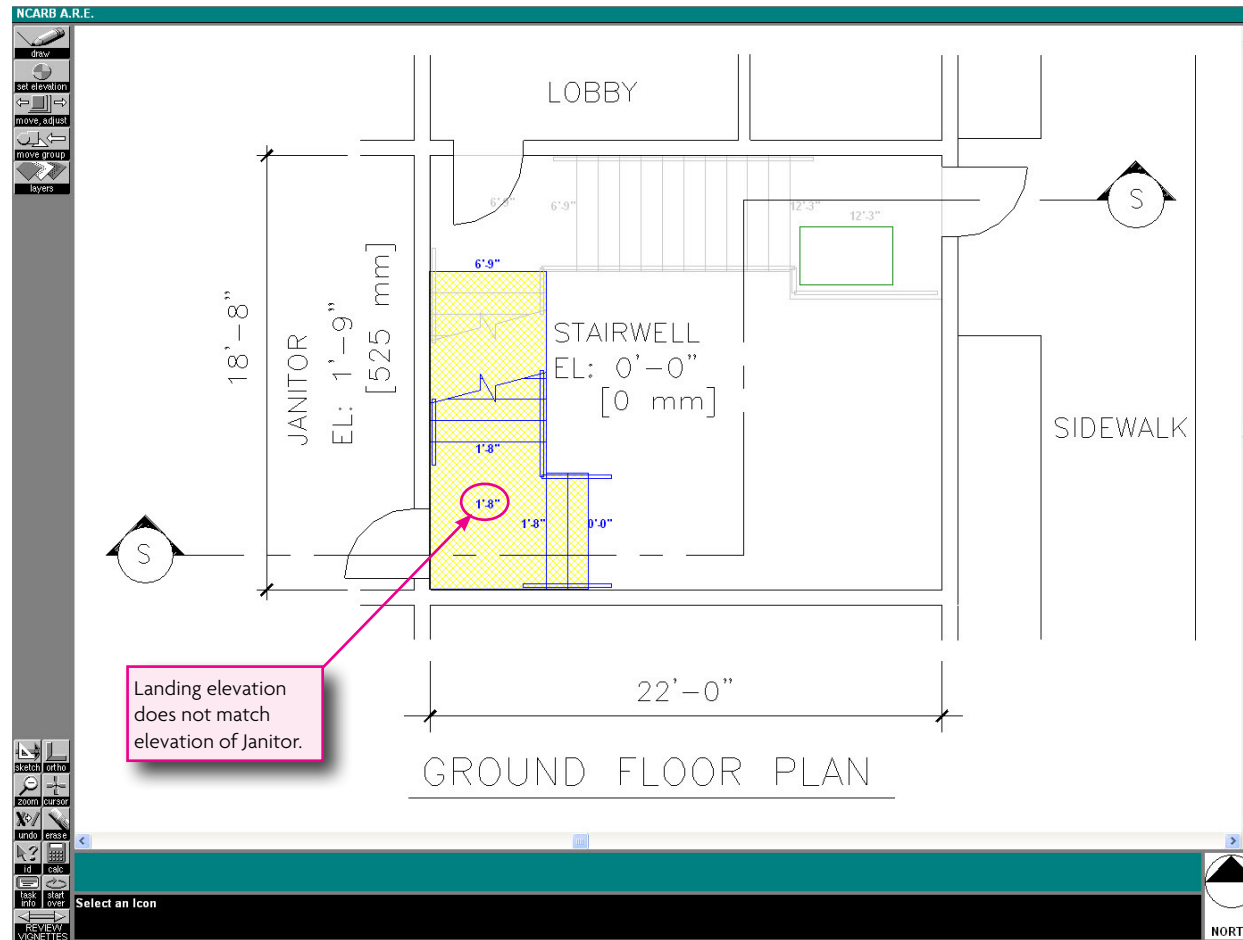 NCARB A.R.E.
draw
set elevation
move, adjust
move group
layers
LOBBY
S
6'-9"
6'-9"
12'-3"
12'-3"
6'-9"
18'-8"
JANITOR
EL: 1'-9"
[525 mm]
STAIRWELL
EL: 0'-0"
[0 mm]
SIDEWALK
1'-8"
1'-8"
1'-8"
0'-0"
S
Landing elevation
does not match
elevation of Janitor.
22'-0"
GROUND FLOOR PLAN
sketch
ortho
zoom
cursor
undo
erase
id
calc
task info
start over
REVIEW
VIGNETTES
Select an Icon
NORT